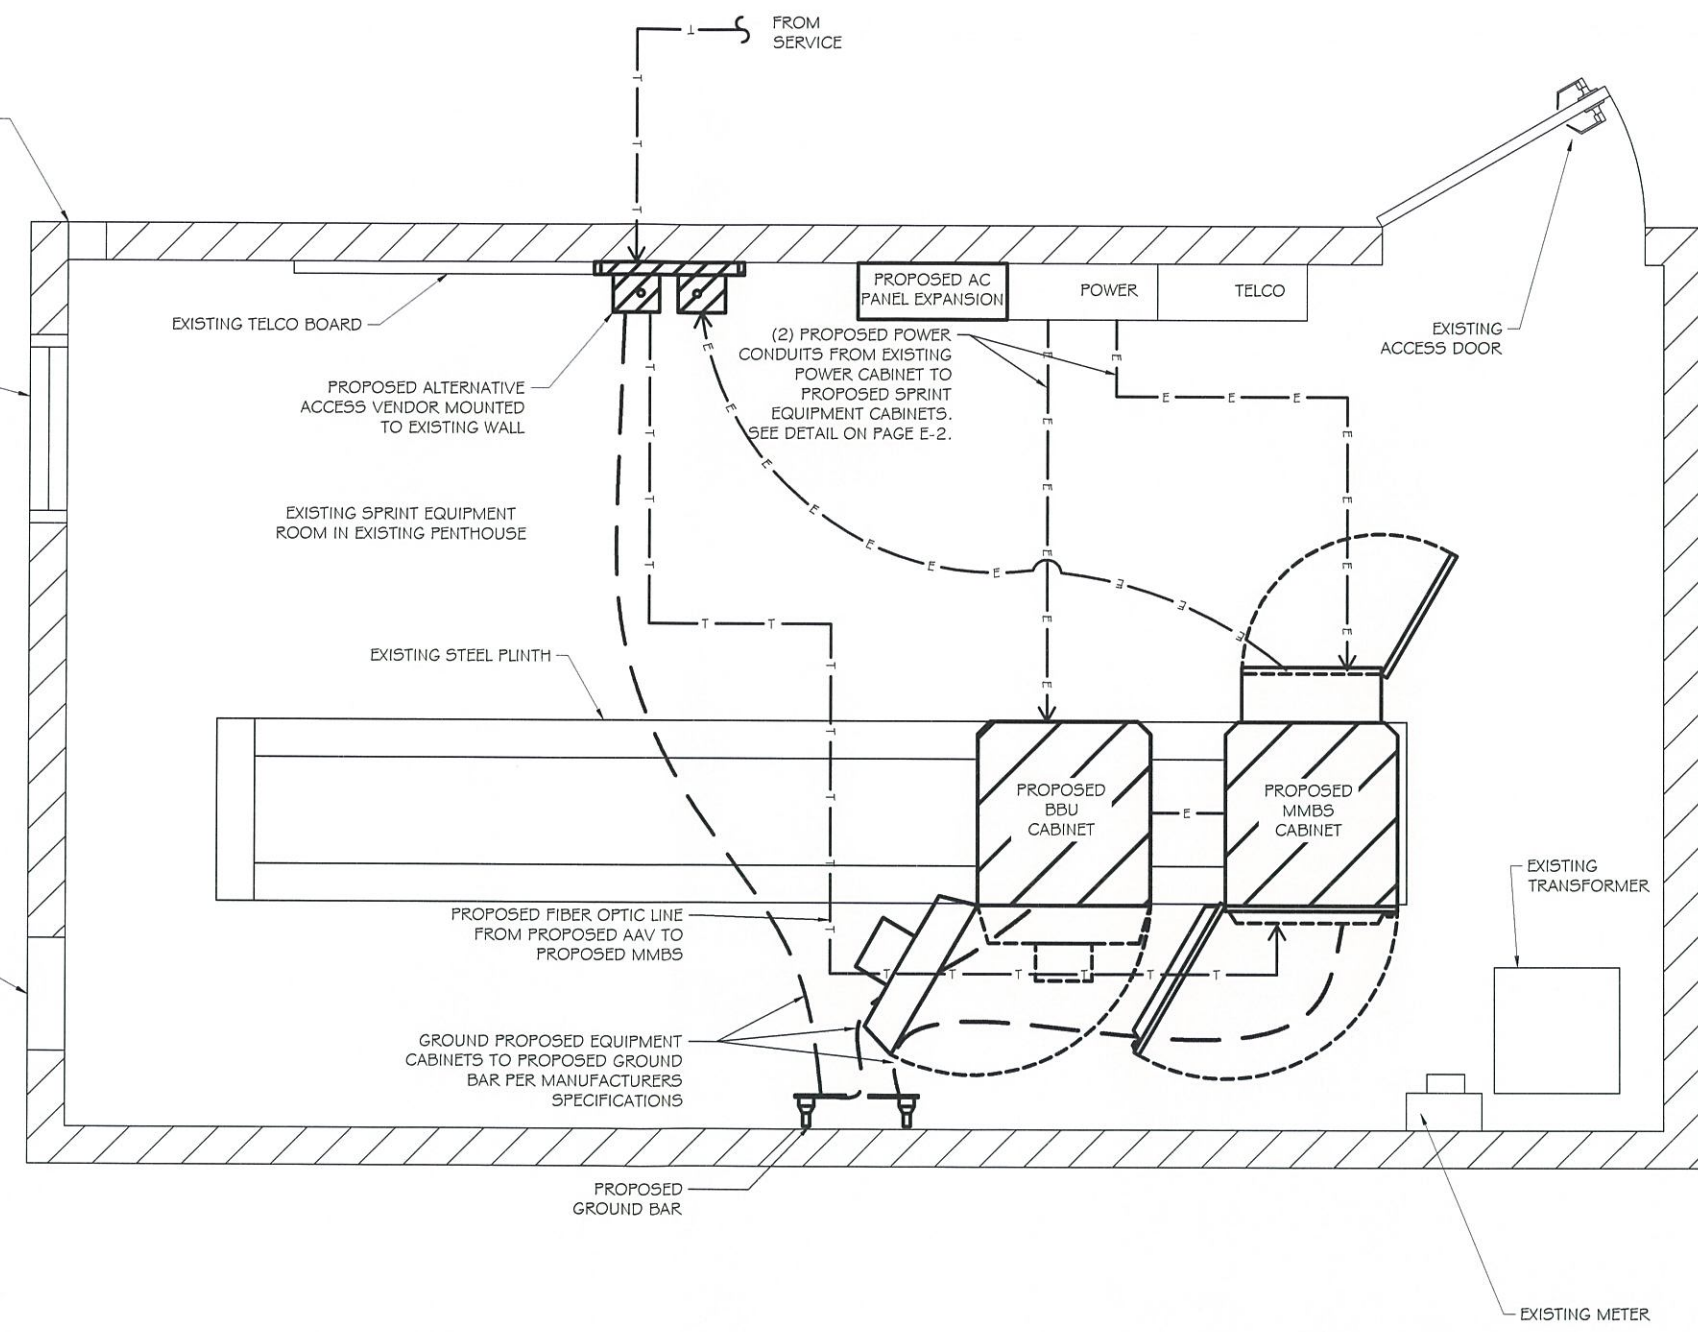 FROM
SERVICE
PROPOSED AC
PANEL EXPANSION
POWER
TELCO
EXISTING TELCO BOARD
EXISTING
ACCESS DOOR
(2) PROPOSED POWER
CONDUITS FROM EXISTING
POWER CABINET TO
PROPOSED SPRINT
EQUIPMENT CABINETS.
SEE DETAIL ON PAGE E-2.
PROPOSED ALTERNATIVE
ACCESS VENDOR MOUNTED
TO EXISTING WALL
EXISTING SPRINT EQUIPMENT
ROOM IN EXISTING PENTHOUSE
EXISTING STEEL PLINTH
PROPOSED
BBU
CABINET
PROPOSED
MMBS
CABINET
EXISTING
TRANSFORMER
PROPOSED FIBER OPTIC LINE
FROM PROPOSED AAV TO
PROPOSED MMBS
GROUND PROPOSED EQUIPMENT
CABINETS TO PROPOSED GROUND
BAR PER MANUFACTURERS
SPECIFICATIONS
PROPOSED
GROUND BAR
EXISTING METER